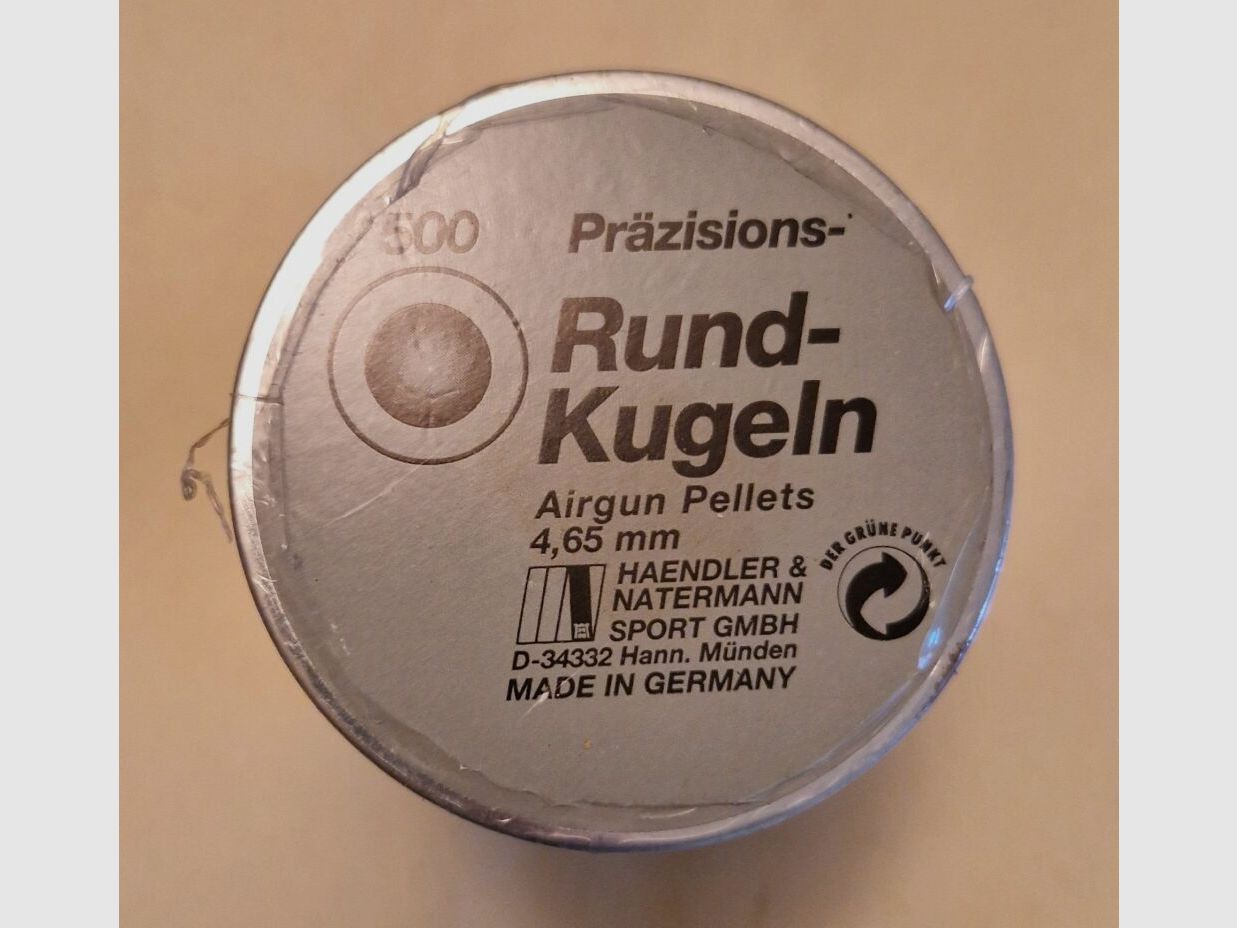 500
Präzisions-
Rund-
Kugeln
Airgun Pellets
4,65 mm
HAENDLER &
NATERMANN
SPORT GMBH
D-34332 Hann. Münden
MADE IN GERMANY
DER GRÜNE PUNKT